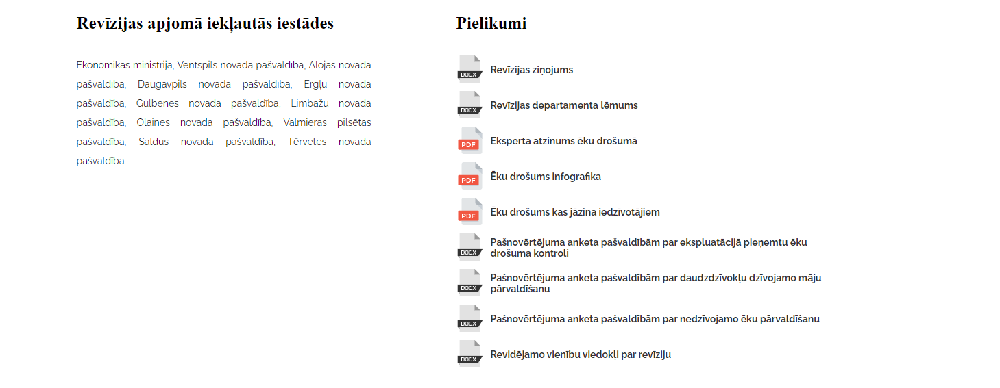 Revīzijas apjomā iekļautās iestādes
Ekonomikas ministrija, Ventspils novada pašvaldība, Alojas novada
pašvaldība, Daugavpils novada pašvaldība, Ērgļu novada
pašvaldība, Gulbenes novada pašvaldība, Limbažu novada
pašvaldība, Olaines novada pašvaldība, Valmieras pilsētas
pašvaldība, Saldus novada pašvaldība, Tērvetes novada
pašvaldība
Pielikumi
DOCX Revīzijas ziņojums
DOCX Revīzijas departamenta lēmums
PDF Eksperta atzinums ēku drošumā
PDF Ēku drošums infografika
PDF Ēku drošums kas jāzina iedzīvotājiem
DOCX Pašnovērtējuma anketa pašvaldībām par ekspluatācijā pieņemtu ēku
drošuma kontroli
DOCX Pašnovērtējuma anketa pašvaldībām par daudzdzīvokļu dzīvojamo māju
pārvaldīšanu
DOCX Pašnovērtējuma anketa pašvaldībām par nedzīvojamo ēku pārvaldīšanu
DOCX Revidējamo vienību viedokļi par revīziju